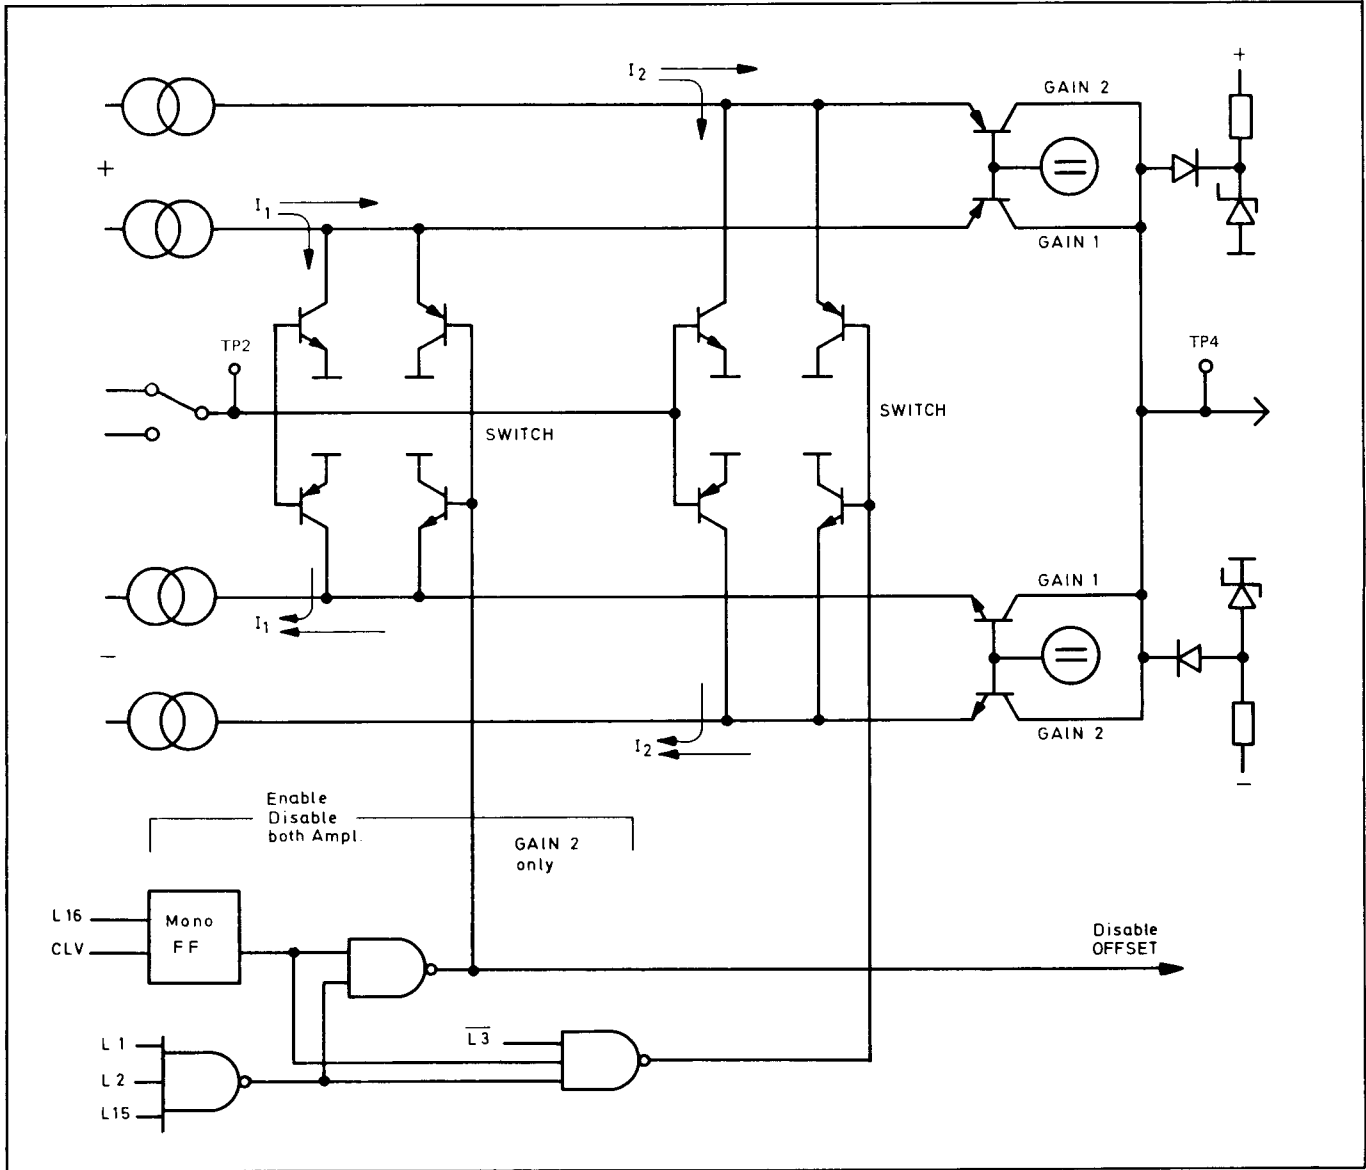 I2
+
GAIN 2
+
I1
GAIN 1
TP2
TP4
SWITCH
SWITCH
I1
GAIN 1
−
I2
GAIN 2
−
Enable
Disable
both Ampl.
GAIN 2
only
L16
CLV
Mono
FF
Disable
OFFSET
L3̅
L1
L2
L15